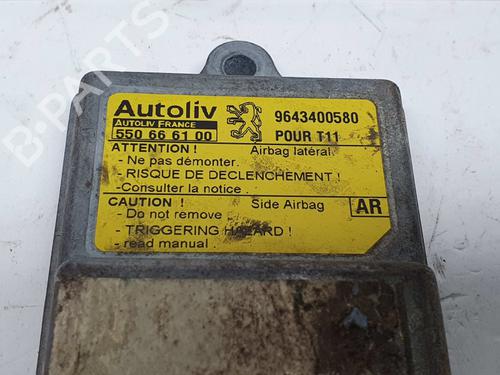 B-PARTS
Autoliv
AUTOLIV FRANCE
550 66 61 00
9643400580
POUR T11
ATTENTION ! Airbag latéral.
- Ne pas démonter.
- RISQUE DE DECLENCHEMENT !
-Consulter la notice .
CAUTION ! Side Airbag AR
- Do not remove
- TRIGGERING HAZARD !
- read manual